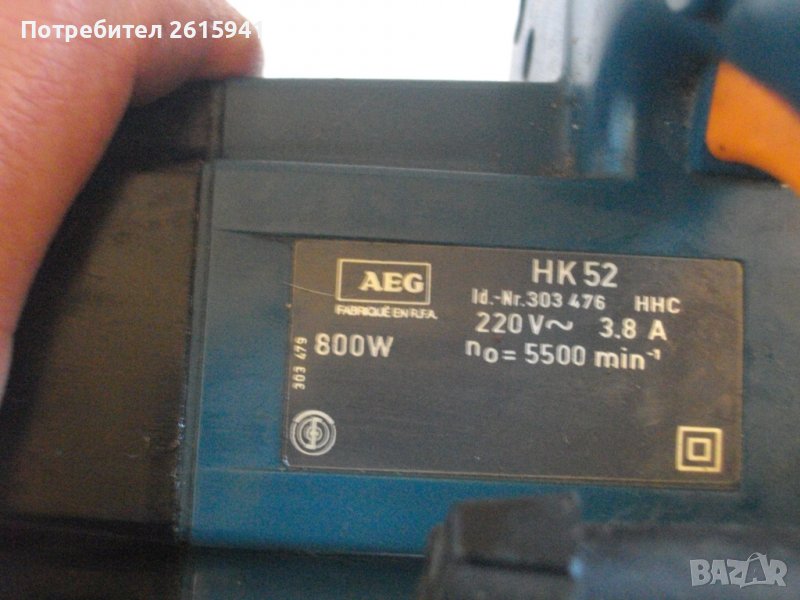 Потребител 2615941
AEG
FABRIQUÉ EN R.F.A.
HK 52
Id.-Nr. 303 476 HHC
220 V~ 3.8 A
800W
n₀ = 5500 min⁻¹
303 479
BAZAR